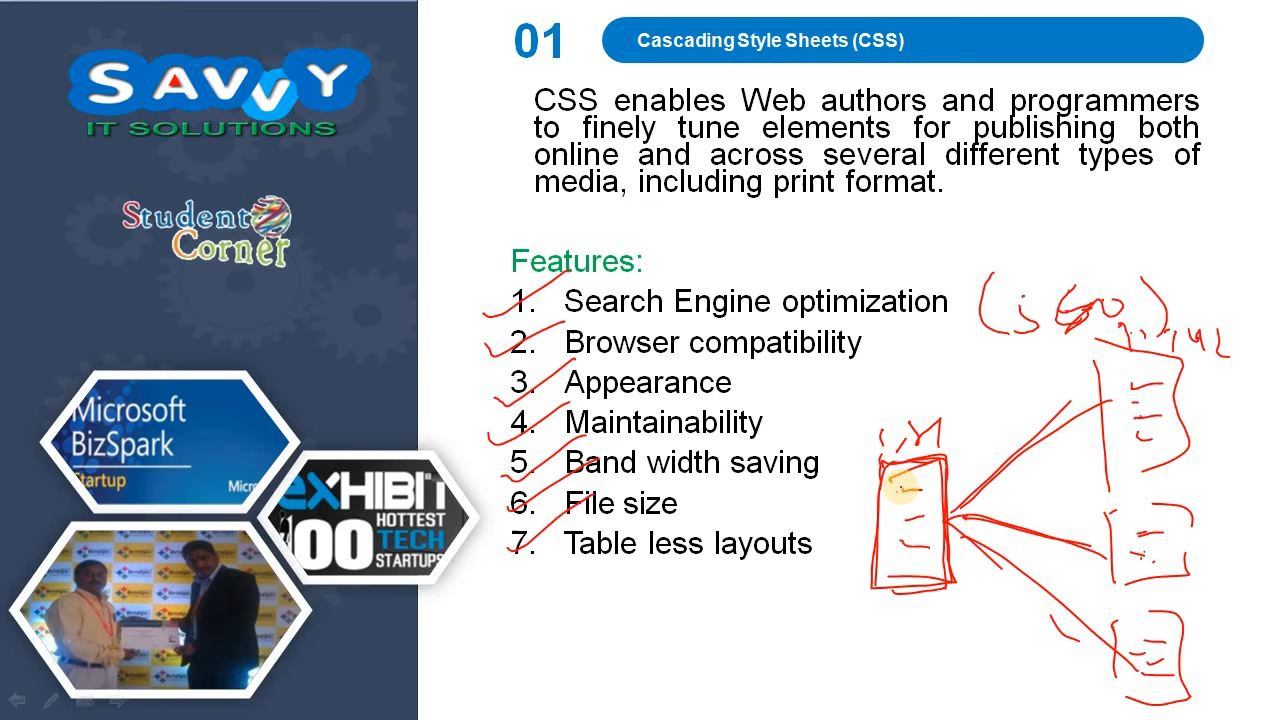 SAVVY
IT SOLUTIONS
Student
Corner
Microsoft
BizSpark
Startup
Micros
eXHIBIT
100
HOTTEST
TECH
STARTUPS
01
Cascading Style Sheets (CSS)
CSS enables Web authors and programmers
to finely tune elements for publishing both
online and across several different types of
media, including print format.
Features:
1. Search Engine optimization
2. Browser compatibility
3. Appearance
4. Maintainability
5. Band width saving
6. File size
7. Table less layouts